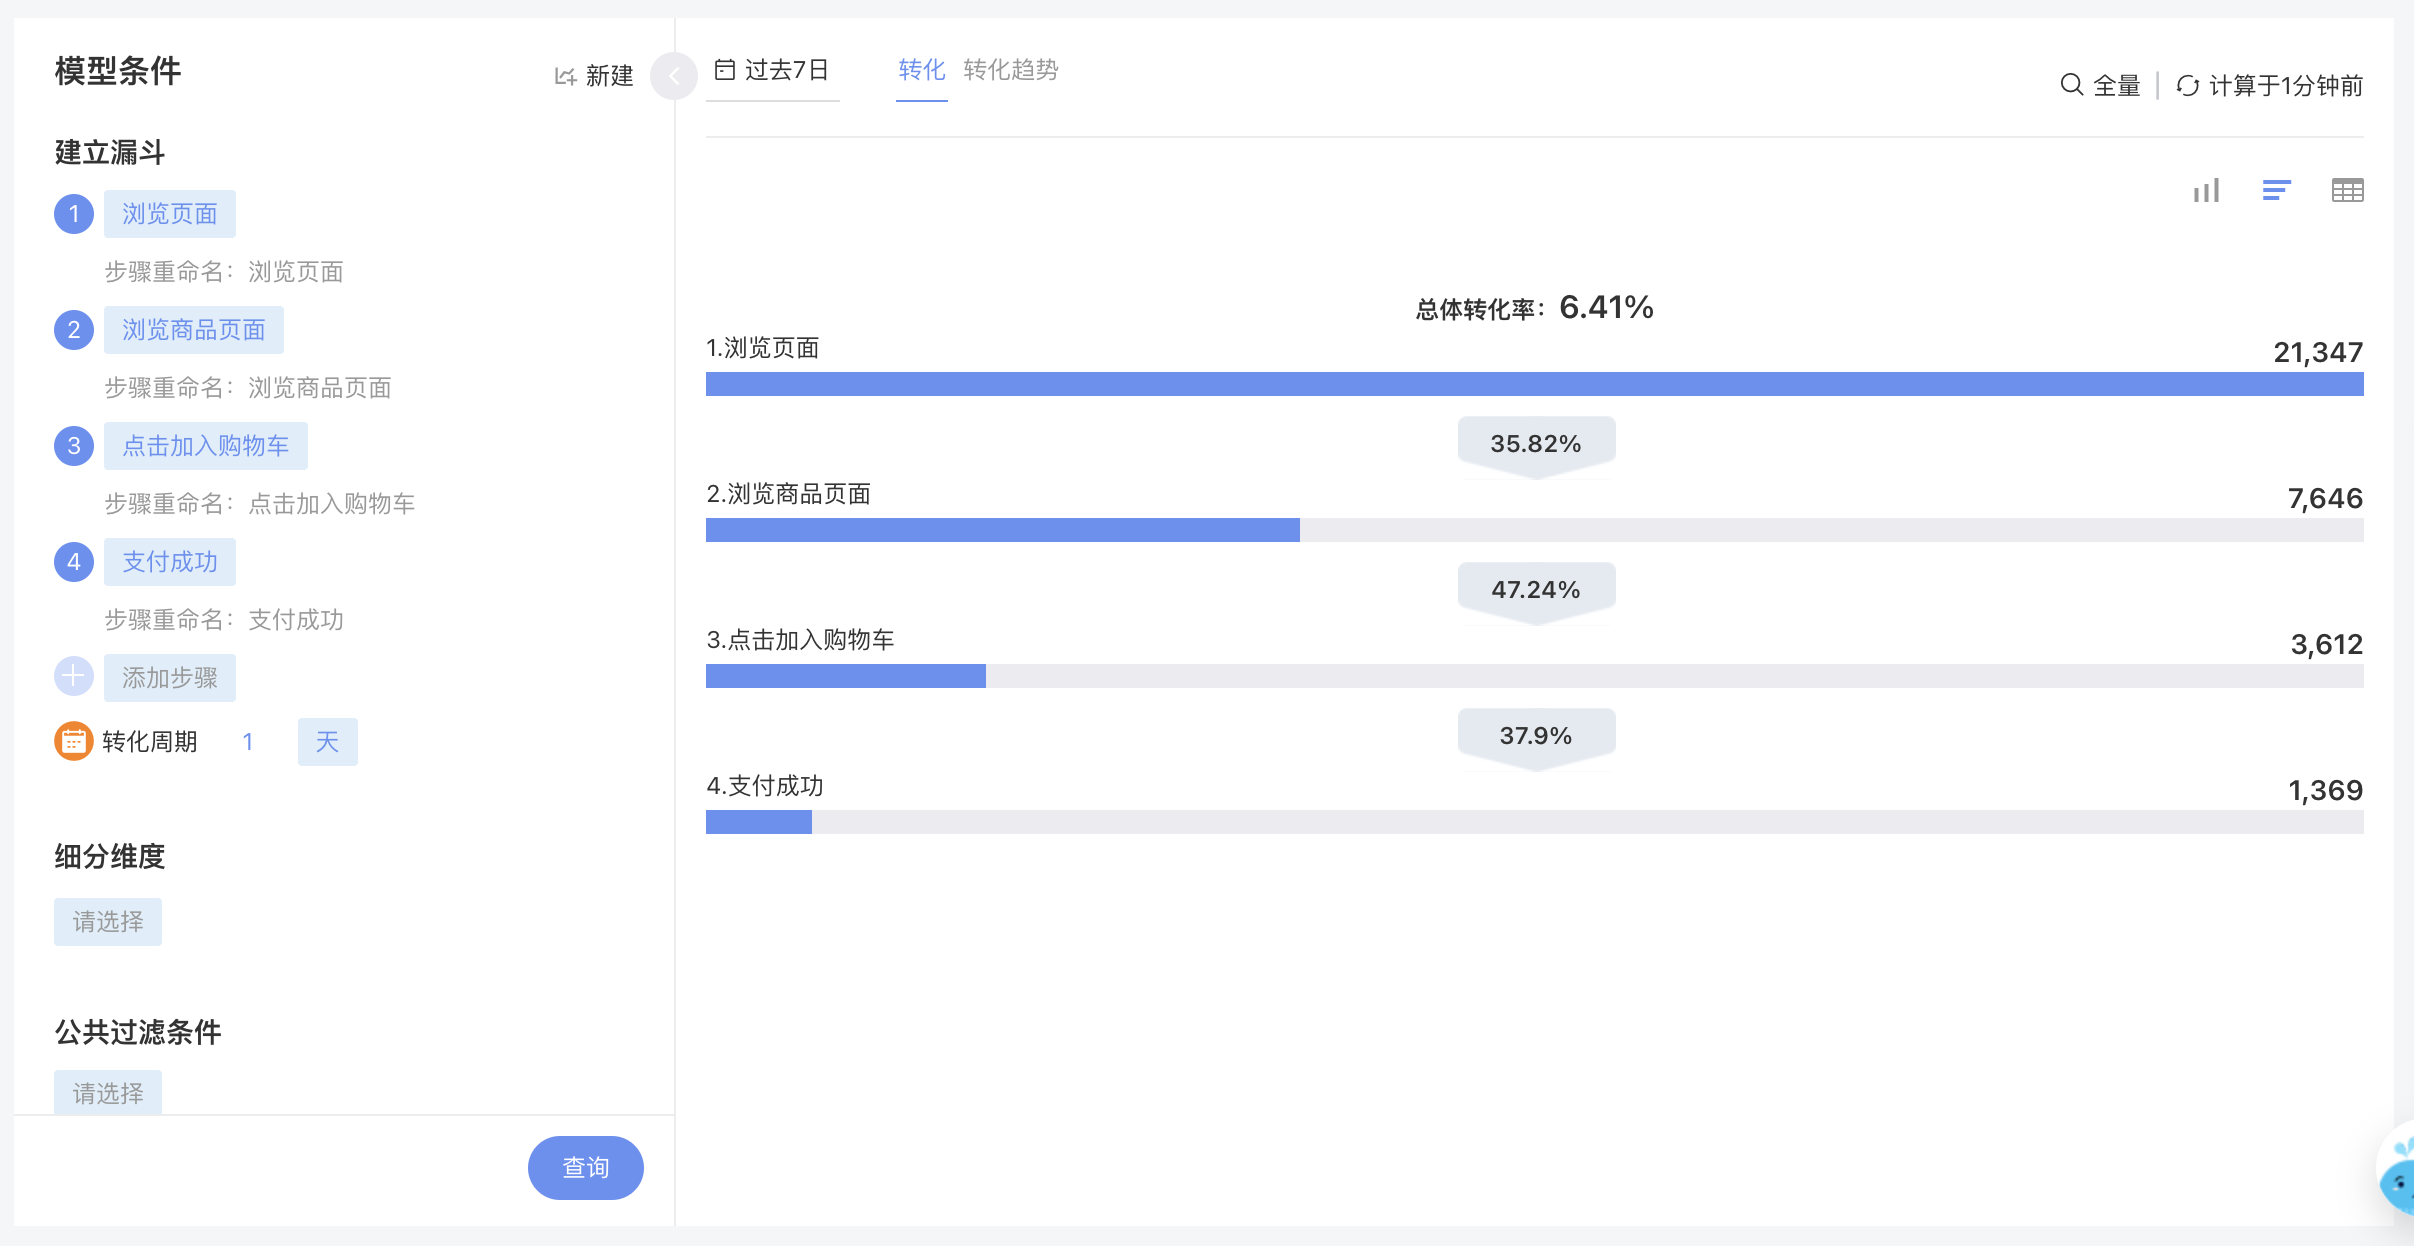 模型条件
新建
建立漏斗
1 浏览页面
步骤重命名：浏览页面
2 浏览商品页面
步骤重命名：浏览商品页面
3 点击加入购物车
步骤重命名：点击加入购物车
4 支付成功
步骤重命名：支付成功
添加步骤
转化周期 1 天
细分维度
请选择
公共过滤条件
请选择
查询
过去7日 转化 转化趋势
全量 计算于1分钟前
总体转化率：6.41%
1.浏览页面 21,347
35.82%
2.浏览商品页面 7,646
47.24%
3.点击加入购物车 3,612
37.9%
4.支付成功 1,369